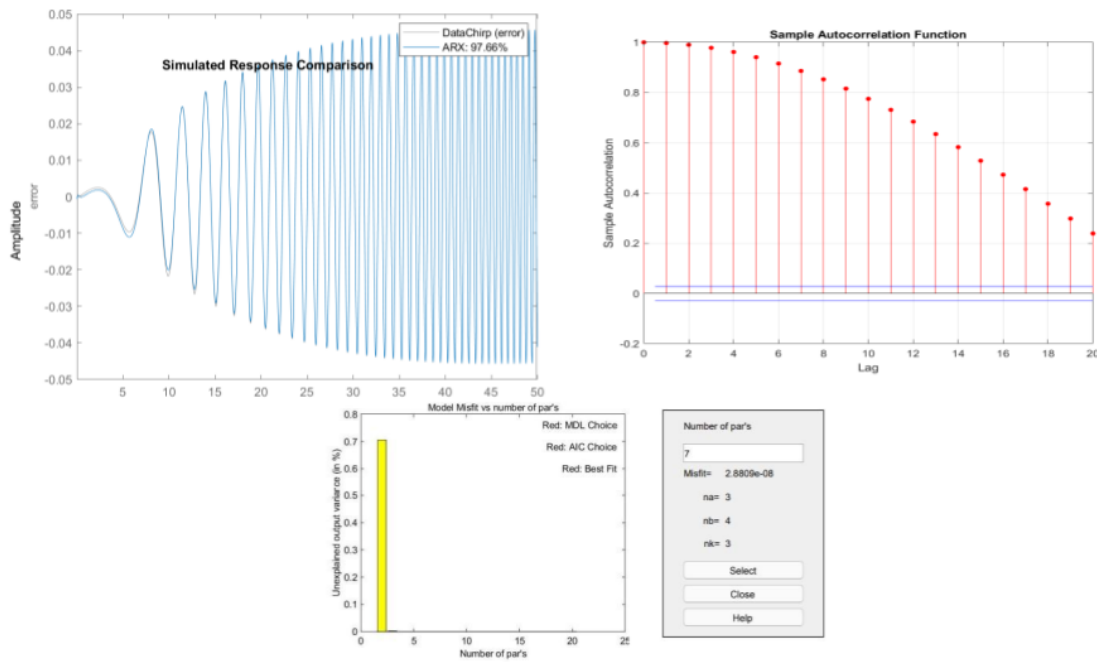 DataChirp (error)
ARX: 97.66%
Simulated Response Comparison
Amplitude
error
0.05
0.04
0.03
0.02
0.01
0
-0.01
-0.02
-0.03
-0.04
-0.05
5 10 15 20 25 30 35 40 45 50
Sample Autocorrelation Function
Sample Autocorrelation
1
0.8
0.6
0.4
0.2
0
-0.2
0 2 4 6 8 10 12 14 16 18 20
Lag
Model Misfit vs number of par's
Red: MDL Choice
Red: AIC Choice
Red: Best Fit
Unexplained output variance (in %)
0.8
0.7
0.6
0.5
0.4
0.3
0.2
0.1
0
0 5 10 15 20 25
Number of par's
Number of par's
7
Misfit= 2.8809e-08
na= 3
nb= 4
nk= 3
Select
Close
Help